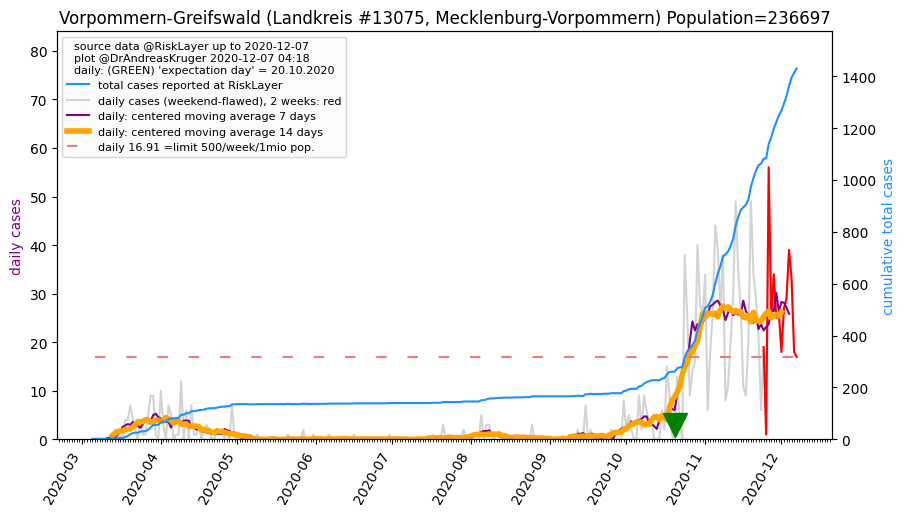 Vorpommern-Greifswald (Landkreis #13075, Mecklenburg-Vorpommern) Population=236697
source data @RiskLayer up to 2020-12-07
plot @DrAndreasKruger 2020-12-07 04:18
daily: (GREEN) 'expectation day' = 20.10.2020
total cases reported at RiskLayer
daily cases (weekend-flawed), 2 weeks: red
daily: centered moving average 7 days
daily: centered moving average 14 days
daily 16.91 =limit 500/week/1mio pop.
daily cases
80
70
60
50
40
30
20
10
0
1400
1200
1000
800
600
400
200
0
cumulative total cases
2020-03
2020-04
2020-05
2020-06
2020-07
2020-08
2020-09
2020-10
2020-11
2020-12